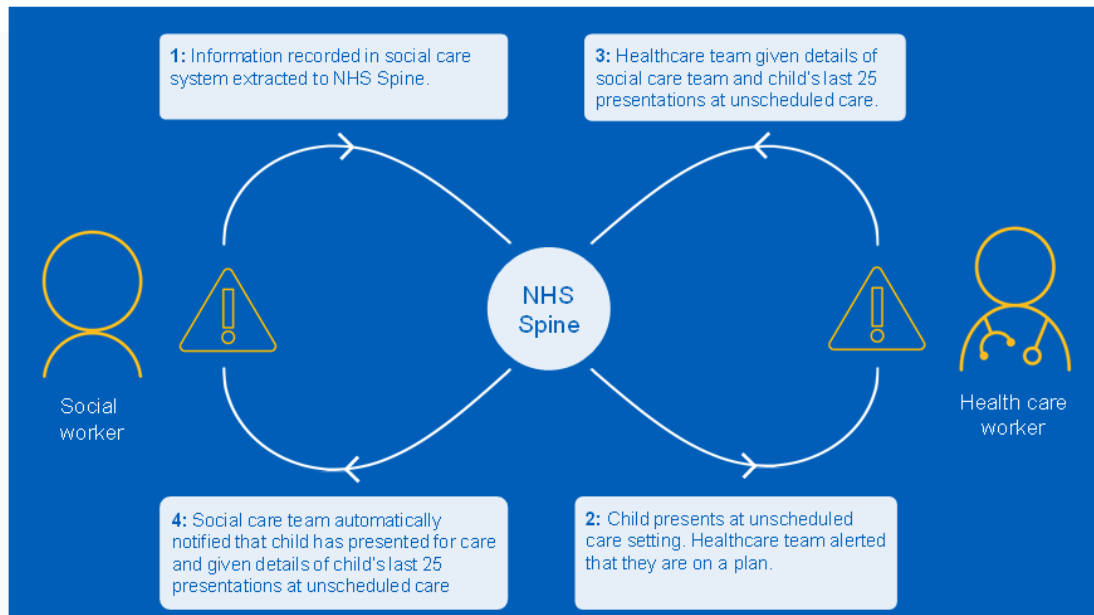 1: Information recorded in social care
system extracted to NHS Spine.
3: Healthcare team given details of
social care team and child's last 25
presentations at unscheduled care.
NHS
Spine
Social
worker
Health care
worker
4: Social care team automatically
notified that child has presented for care
and given details of child's last 25
presentations at unscheduled care
2: Child presents at unscheduled
care setting. Healthcare team alerted
that they are on a plan.